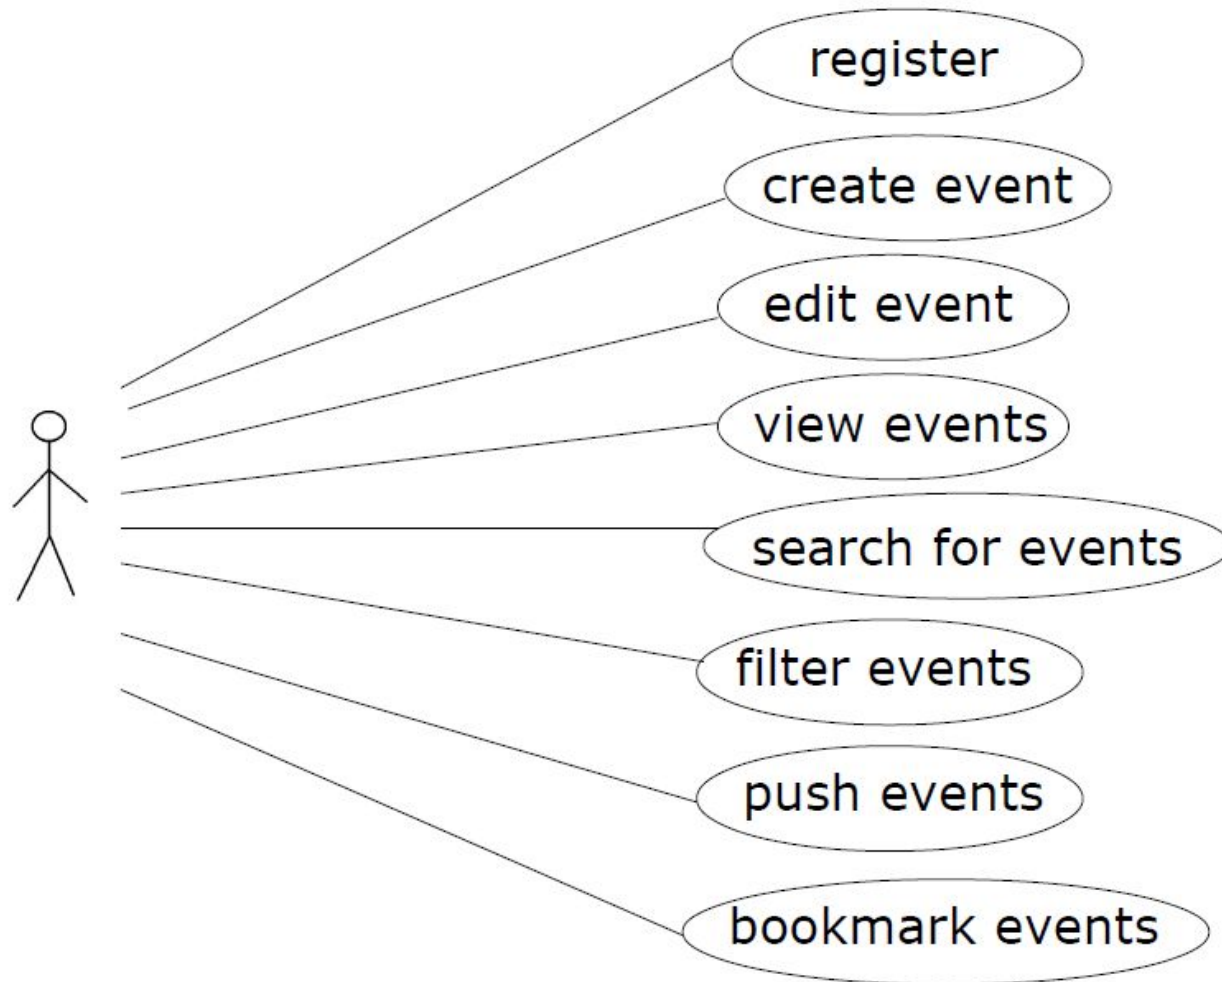 register
create event
edit event
view events
search for events
filter events
push events
bookmark events